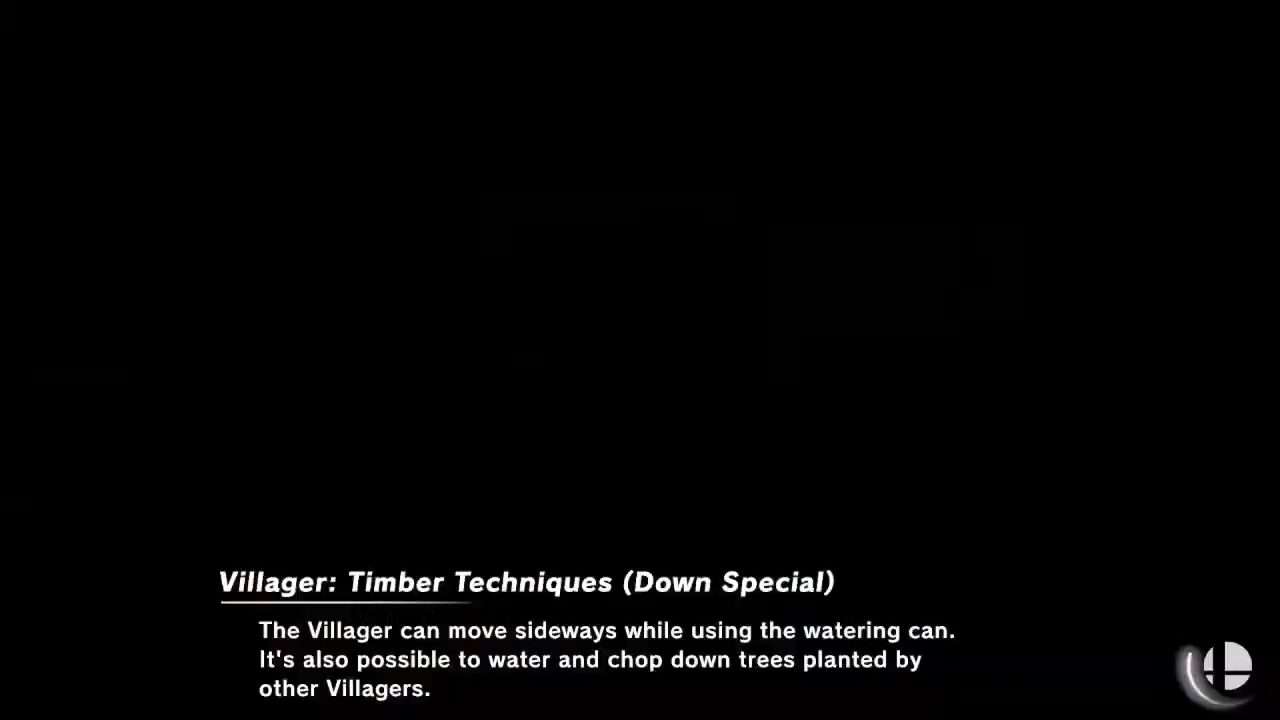 Villager: Timber Techniques (Down Special)
The Villager can move sideways while using the watering can.
It's also possible to water and chop down trees planted by
other Villagers.